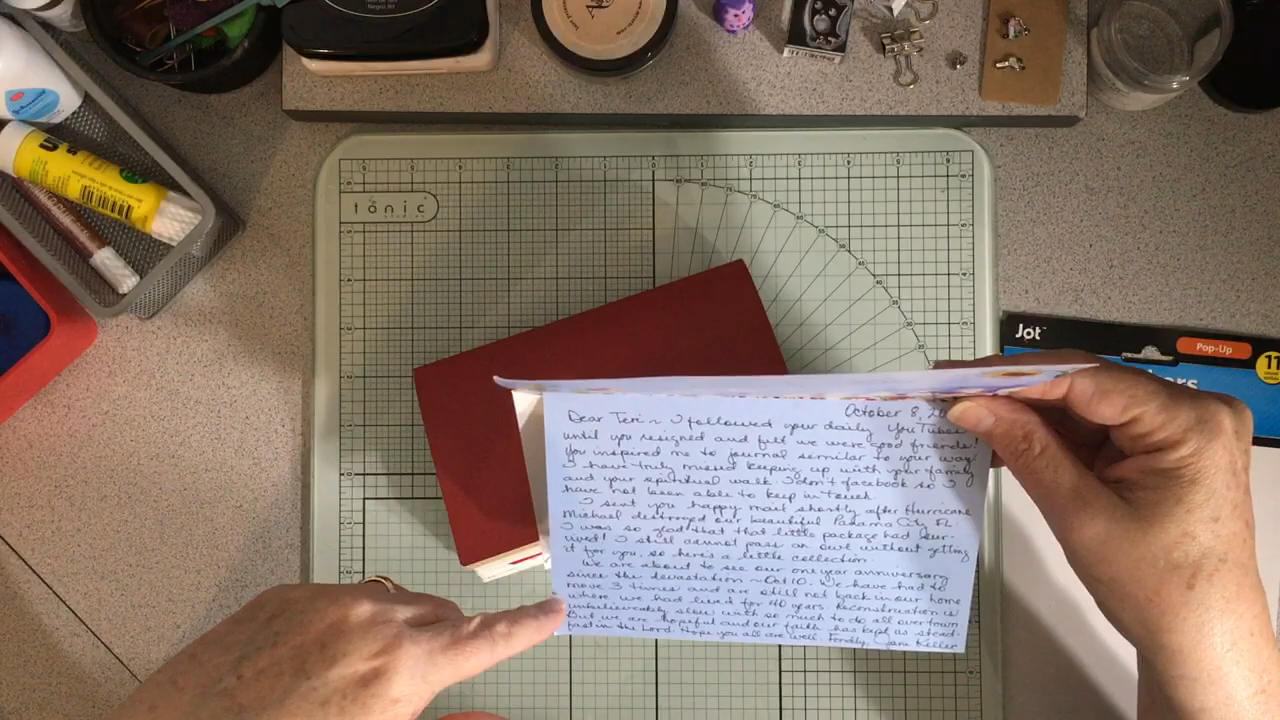 tonic
studios
Jot™
Pop-Up
11
October 8, 20
Dear Teri ~ I followed your daily YouTubes
until you resigned and felt we were good friends!
You inspired me to journal similar to your way.
I have truly missed keeping up with your family
and your spiritual walk. I don't facebook so I
have not been able to keep in touch.
I sent you happy mail shortly after Hurricane
Michael destroyed our beautiful Panama City FL.
I was so glad that that little package had sur-
vived! I still cannot pass an owl without getting
it for you, so here's a little collection.
We are about to see our one year anniversary
since the devastation ~ Oct 10. We have had to
move 3 times and are still not back in our home
where we had lived for 40 years. Reconstruction is
unbelievably slow with so much to do all over town
But we are hopeful and our faith has kept us stead-
fast in the Lord. Hope you all are well Fondly, Jane Keller